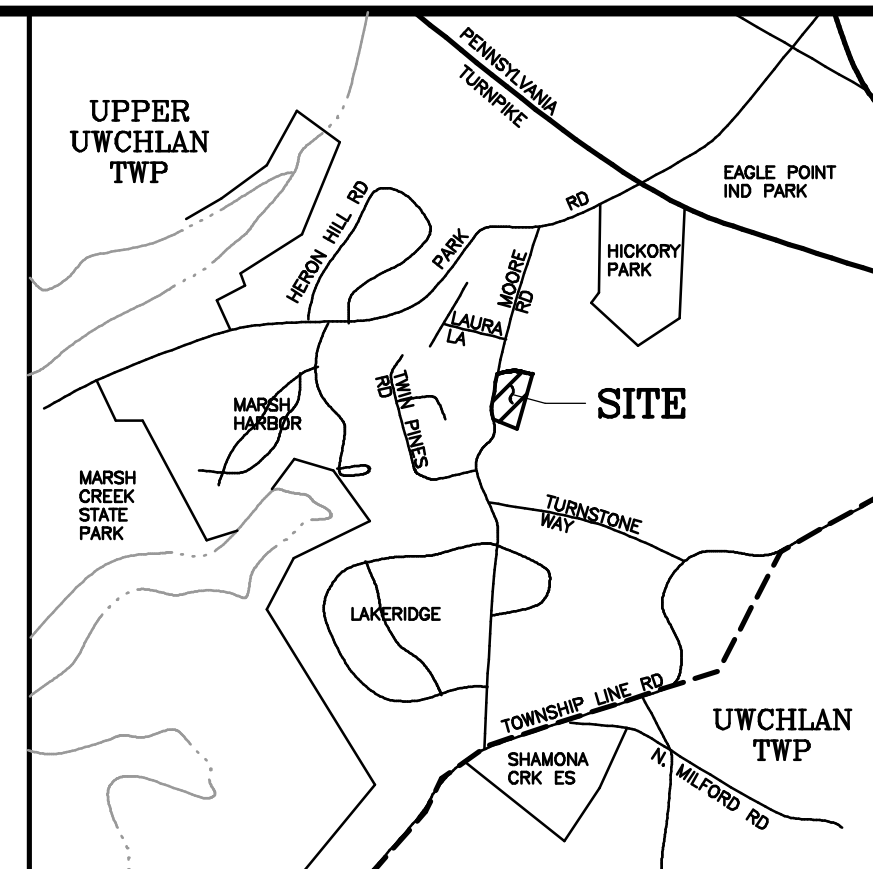 PENNSYLVANIA
TURNPIKE
UPPER
UWCHLAN
TWP
EAGLE POINT
IND PARK
HERON HILL RD
PARK
RD
HICKORY
PARK
MOORE
RD
LAURA
LA
TWIN PINES
RD
SITE
MARSH
HARBOR
MARSH
CREEK
STATE
PARK
TURNSTONE
WAY
LAKERIDGE
TOWNSHIP LINE RD
UWCHLAN
TWP
SHAMONA
CRK ES
N. MILFORD RD